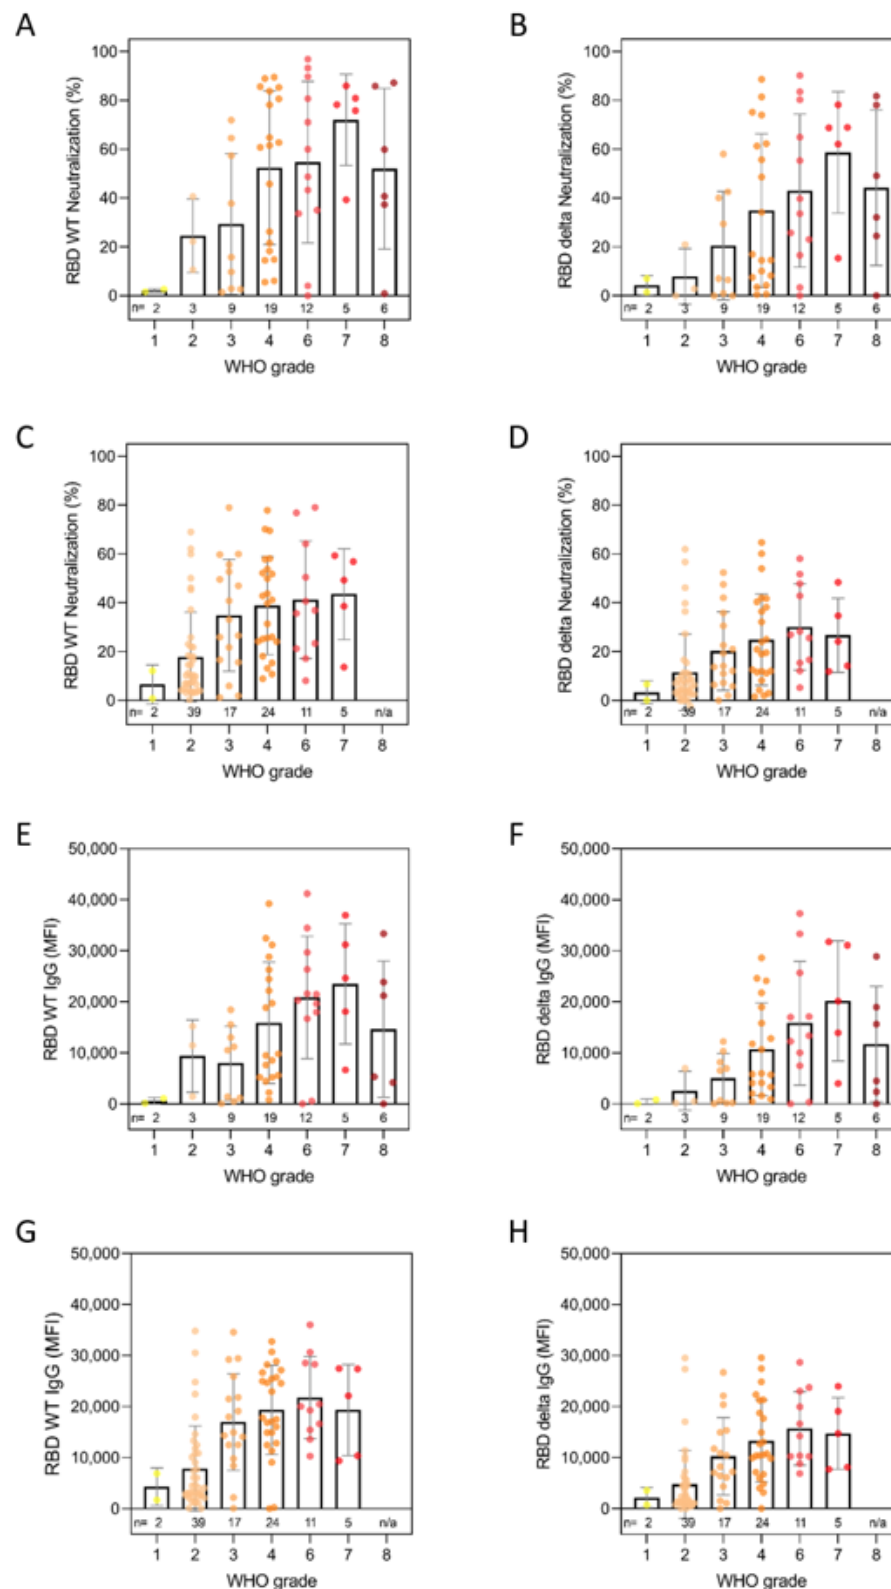 A
RBD WT Neutralization (%)
100
80
60
40
20
0
n= 2 3 9 19 12 5 6
1 2 3 4 6 7 8
WHO grade
B
RBD delta Neutralization (%)
100
80
60
40
20
0
n= 2 3 9 19 12 5 6
1 2 3 4 6 7 8
WHO grade
C
RBD WT Neutralization (%)
100
80
60
40
20
0
n= 2 39 17 24 11 5 n/a
1 2 3 4 6 7 8
WHO grade
D
RBD delta Neutralization (%)
100
80
60
40
20
0
n= 2 39 17 24 11 5 n/a
1 2 3 4 6 7 8
WHO grade
E
RBD WT IgG (MFI)
50,000
40,000
30,000
20,000
10,000
0
n= 2 3 9 19 12 5 6
1 2 3 4 6 7 8
WHO grade
F
RBD delta IgG (MFI)
50,000
40,000
30,000
20,000
10,000
0
n= 2 3 9 19 12 5 6
1 2 3 4 6 7 8
WHO grade
G
RBD WT IgG (MFI)
50,000
40,000
30,000
20,000
10,000
0
n= 2 39 17 24 11 5 n/a
1 2 3 4 6 7 8
WHO grade
H
RBD delta IgG (MFI)
50,000
40,000
30,000
20,000
10,000
0
n= 2 39 17 24 11 5 n/a
1 2 3 4 6 7 8
WHO grade